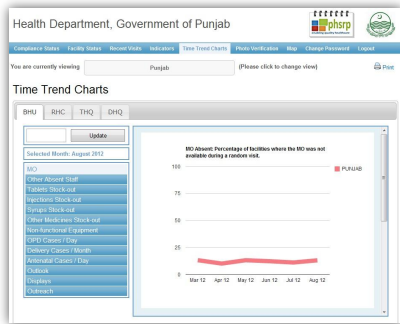 Health Department, Government of Punjab
phsrp
Compliance Status Facility Status Recent Visits Indicators Time Trend Charts Photo Verification Map Change Password Logout
You are currently viewing Punjab (Please click to change view) Print
Time Trend Charts
BHU RHC THQ DHQ
Update
Selected Month: August 2012
MO
Other Absent Staff
Tablets Stock-out
Injections Stock-out
Syrups Stock-out
Other Medicines Stock-out
Non-functional Equipment
OPD Cases / Day
Delivery Cases / Month
Antenatal Cases / Day
Outlook
Displays
Outreach
MO Absent: Percentage of facilities where the MO was not
available during a random visit.
PUNJAB
100
75
50
25
0
Mar 12 Apr 12 May 12 Jun 12 Jul 12 Aug 12